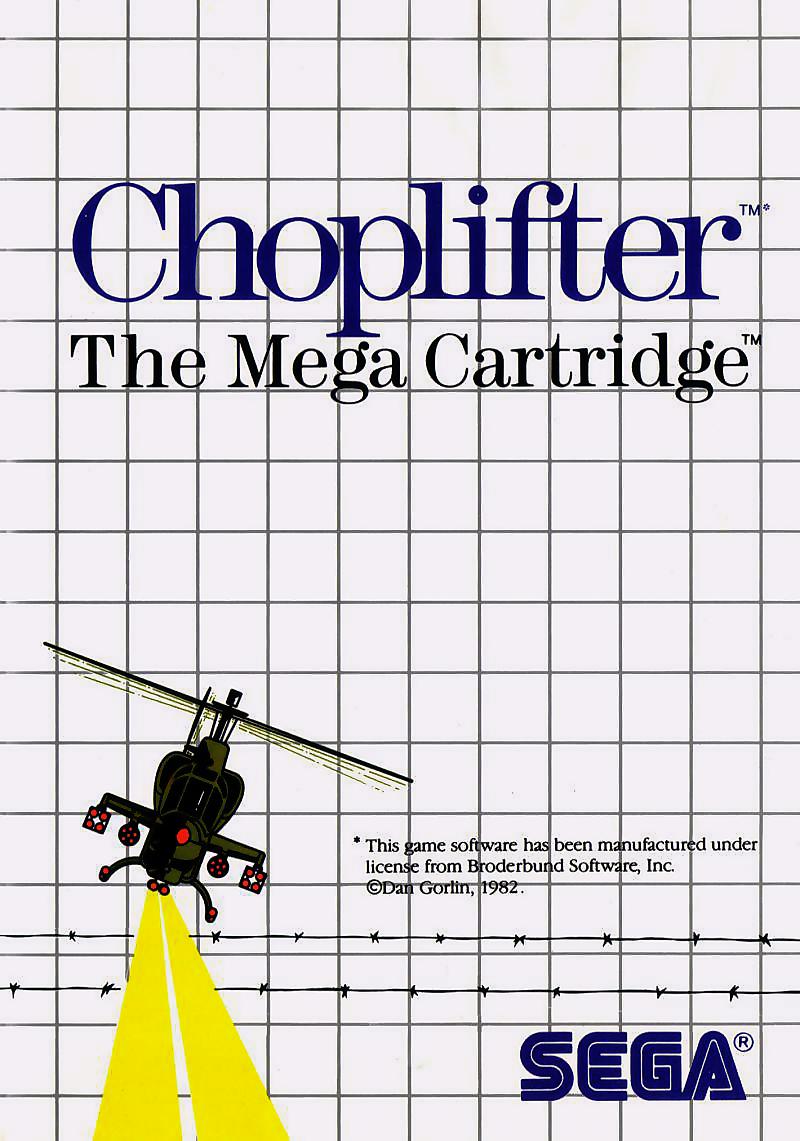 Choplifter™*
The Mega Cartridge™
* This game software has been manufactured under
license from Broderbund Software, Inc.
©Dan Gorlin, 1982.
SEGA®